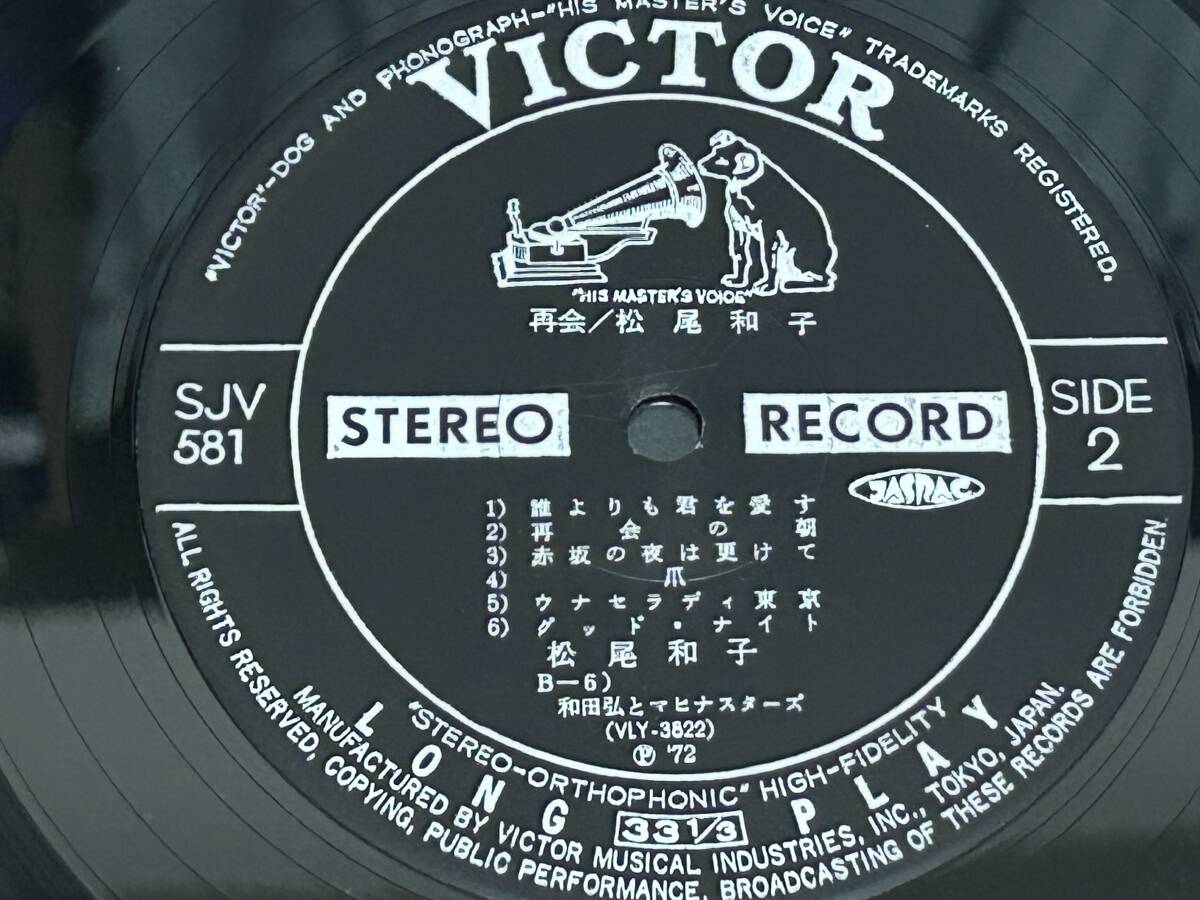 "VICTOR"-DOG AND PHONOGRAPH-"HIS MASTER'S VOICE" TRADEMARKS REGISTERED.
VICTOR
"HIS MASTER'S VOICE"
再会/松尾和子
SJV
581
STEREO
RECORD
SIDE
2
JASRAC
1) 誰よりも君を愛す
2) 再会の朝
3) 赤坂の夜は更けて
4) 爪
5) ウナセラディ東京
6) グッド・ナイト
松尾和子
B-6)
和田弘とマヒナスターズ
(VLY-3822)
Ⓟ '72
"STEREO-ORTHOPHONIC" HIGH-FIDELITY
LONG 33 1/3 PLAY
MANUFACTURED BY VICTOR MUSICAL INDUSTRIES, INC., TOKYO, JAPAN.
ALL RIGHTS RESERVED, COPYING, PUBLIC PERFORMANCE, BROADCASTING OF THESE RECORDS ARE FORBIDDEN